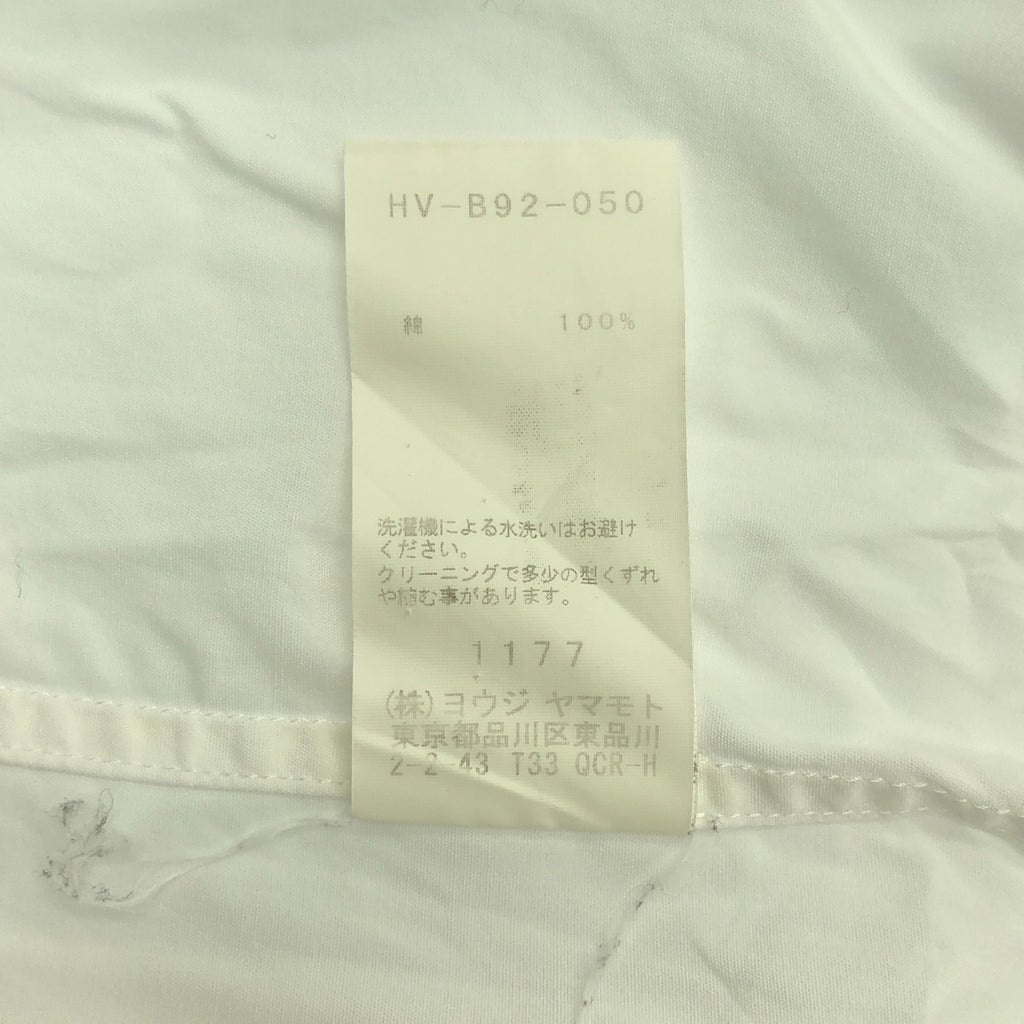 HV-B92-050
綿 100%
洗濯機による水洗いはお避け
ください。
クリーニングで多少の型くずれ
や縮む事があります。
1177
(株)ヨウジ ヤマモト
東京都品川区東品川
2-2-43 T33 QCR-H